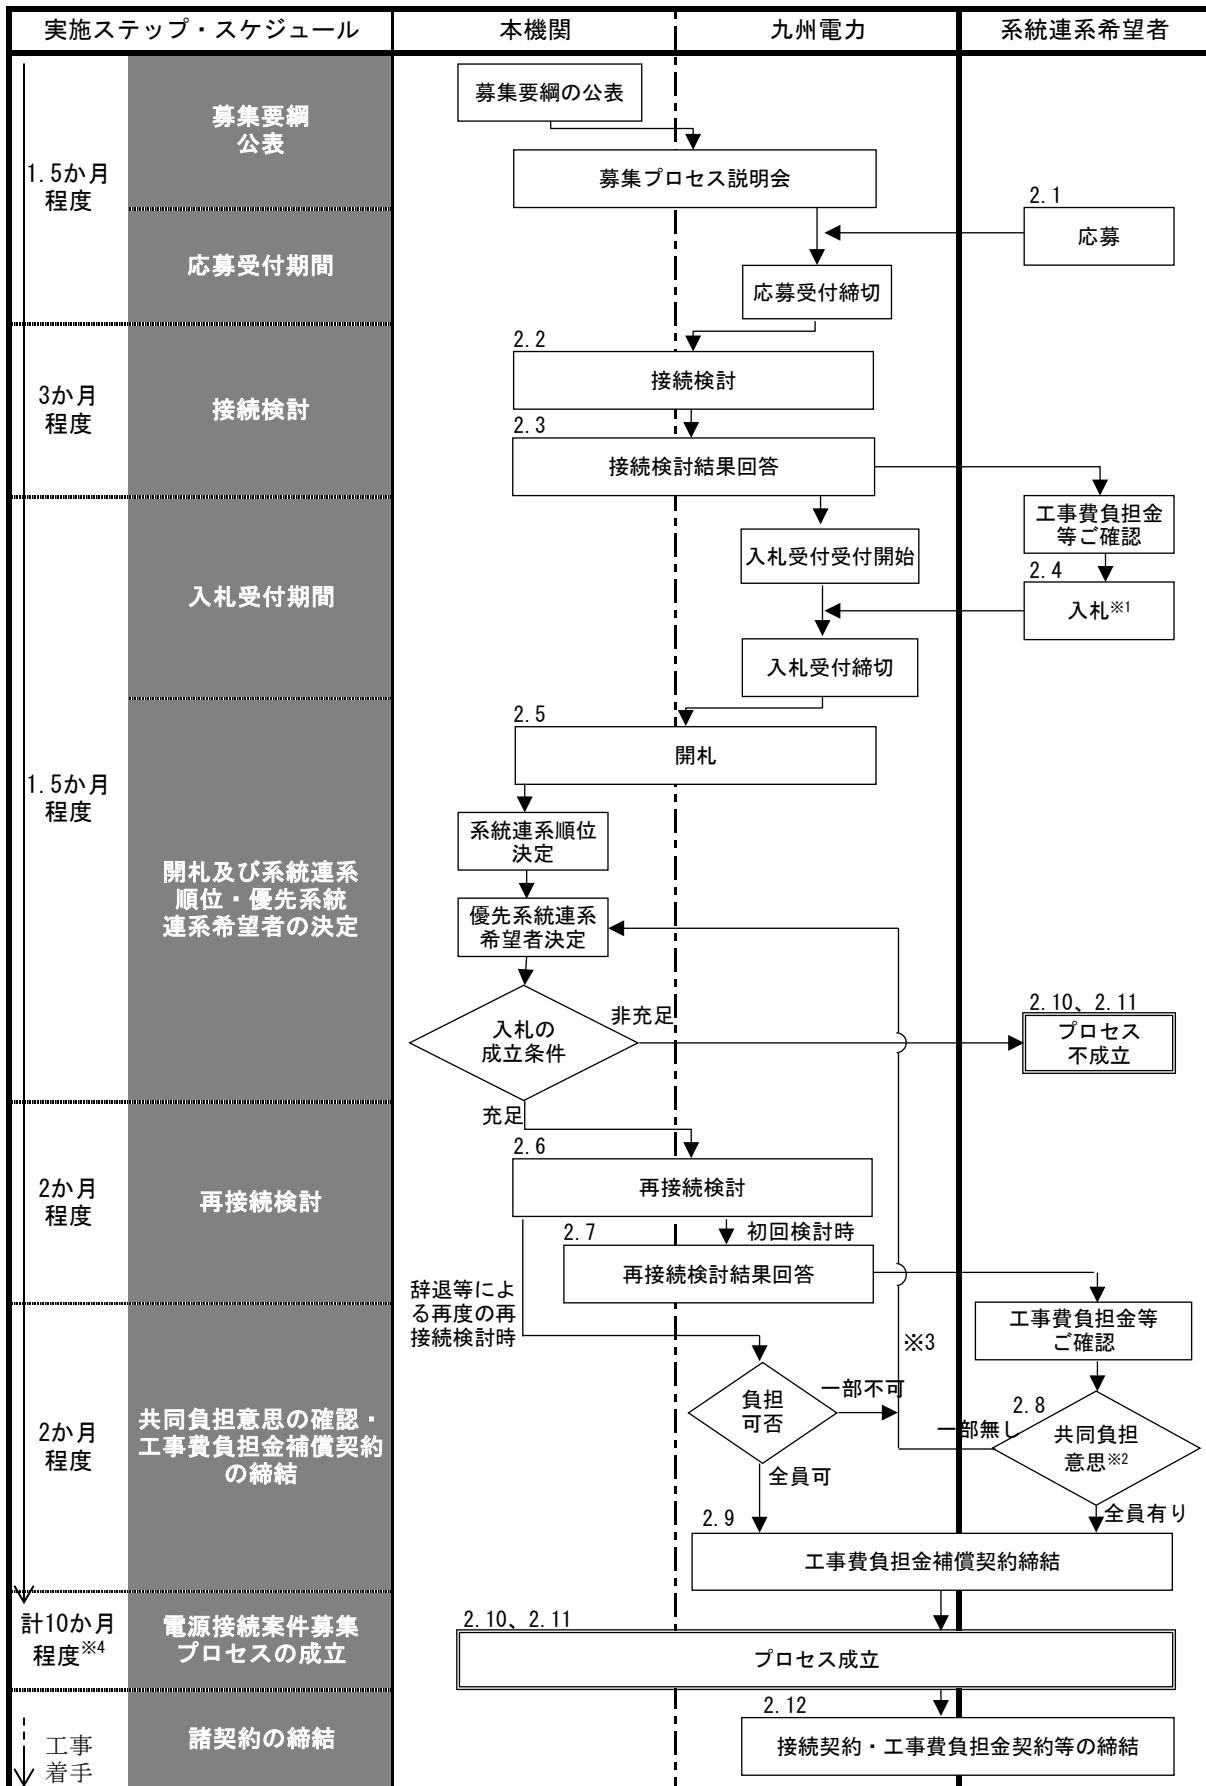 実施ステップ・スケジュール
本機関
九州電力
系統連系希望者
1.5か月
程度
募集要綱
公表
募集要綱の公表
募集プロセス説明会
応募受付期間
2.1
応募
応募受付締切
3か月
程度
接続検討
2.2
接続検討
2.3
接続検討結果回答
1.5か月
程度
入札受付期間
工事費負担金
等ご確認
入札受付受付開始
2.4
入札※1
入札受付締切
開札及び系統連系
順位・優先系統
連系希望者の決定
2.5
開札
系統連系順位
決定
優先系統連系
希望者決定
入札の
成立条件
非充足
2.10、2.11
プロセス
不成立
充足
2か月
程度
再接続検討
2.6
再接続検討
初回検討時
2.7
再接続検討結果回答
辞退等によ
る再度の再
接続検討時
2か月
程度
共同負担意思の確認・
工事費負担金補償契約
の締結
工事費負担金等
ご確認
※3
負担
可否
一部不可
全員可
2.8
共同負担
意思※2
一部無し
全員有り
2.9
工事費負担金補償契約締結
計10か月
程度※4
電源接続案件募集
プロセスの成立
2.10、2.11
プロセス成立
工事
着手
諸契約の締結
2.12
接続契約・工事費負担金契約等の締結